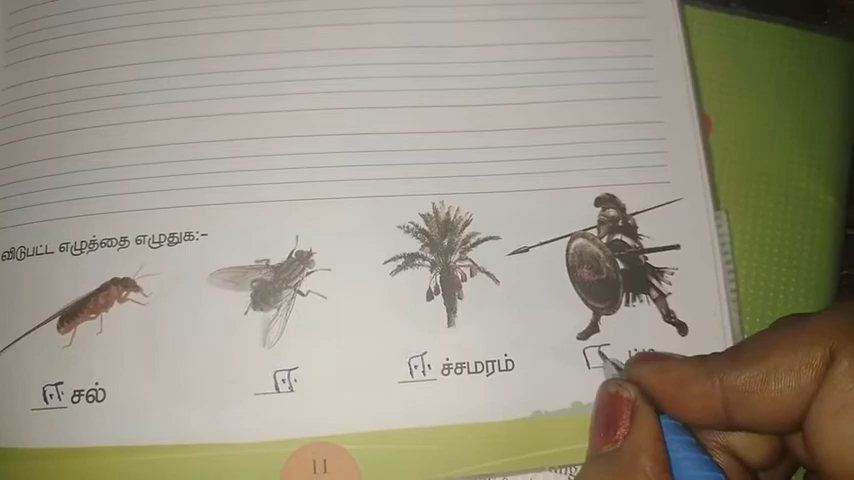 விடுபட்ட எழுத்தை எழுதுக:-
ஈ சல்
ஈ
ஈ ச்சமரம்
11